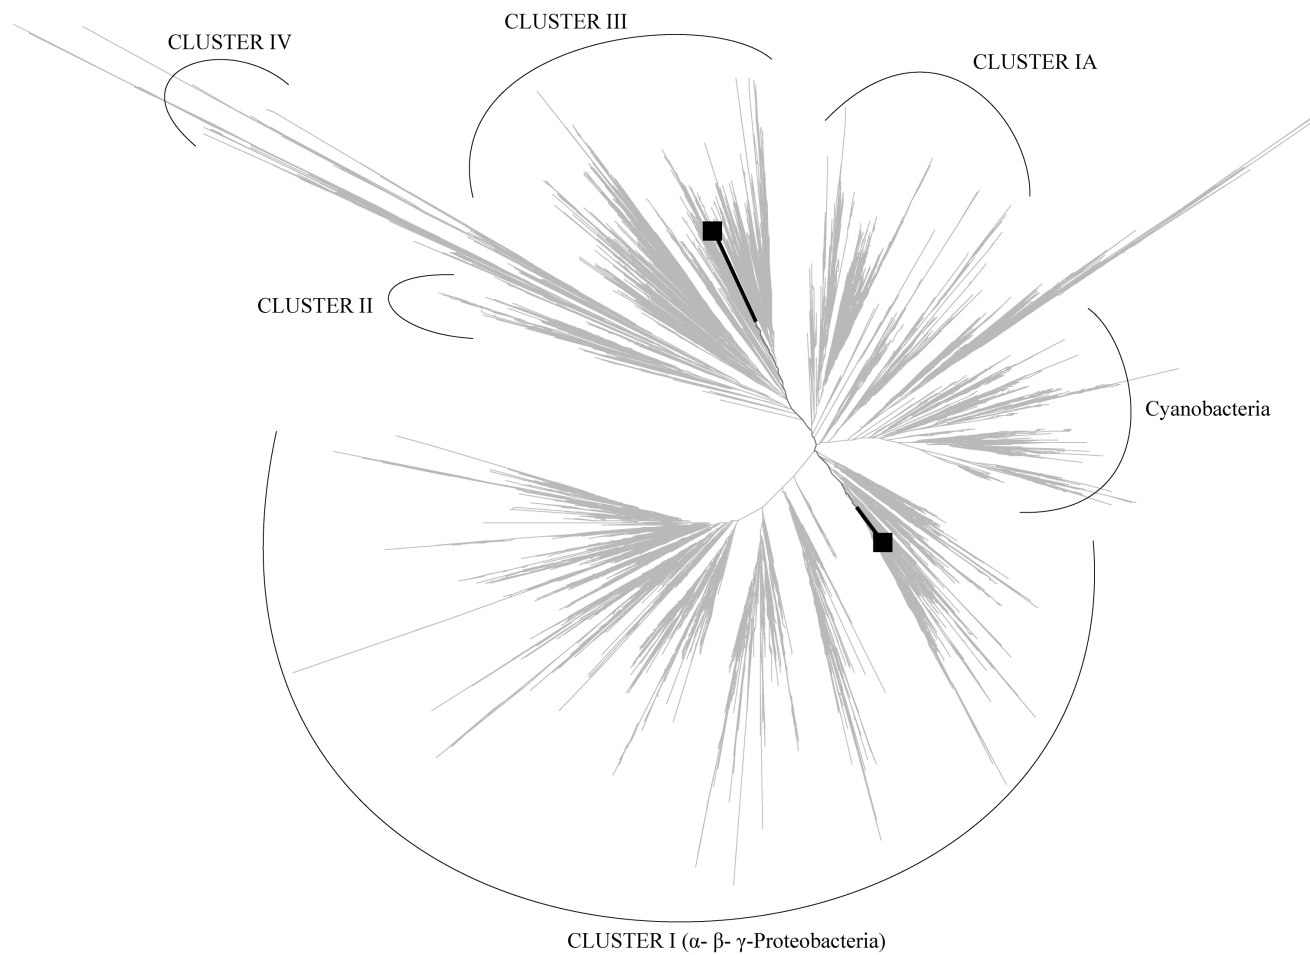 CLUSTER III
CLUSTER IV
CLUSTER IA
CLUSTER II
Cyanobacteria
CLUSTER I (α- β- γ-Proteobacteria)